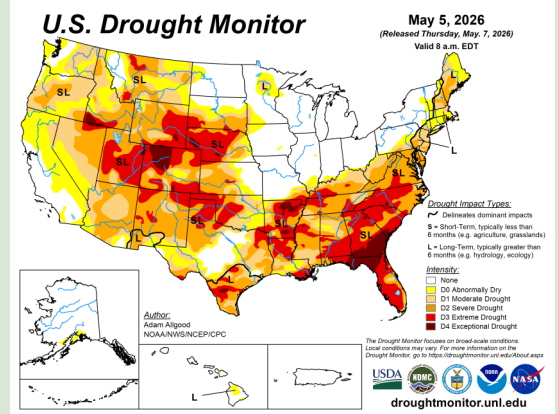 U.S. Drought Monitor
May 5, 2026
(Released Thursday, May. 7, 2026)
Valid 8 a.m. EDT
SL
SL
L
L
SL
SL
L
SL
SL
SL
L
L
Drought Impact Types:
Delineates dominant impacts
S = Short-Term, typically less than
6 months (e.g. agriculture, grasslands)
L = Long-Term, typically greater than
6 months (e.g. hydrology, ecology)
Intensity:
None
D0 Abnormally Dry
D1 Moderate Drought
D2 Severe Drought
D3 Extreme Drought
D4 Exceptional Drought
Author:
Adam Allgood
NOAA/NWS/NCEP/CPC
L
The Drought Monitor focuses on broad-scale conditions.
Local conditions may vary. For more information on the
Drought Monitor, go to https://droughtmonitor.unl.edu/About.aspx
USDA
NDMC
NOAA
NASA
droughtmonitor.unl.edu